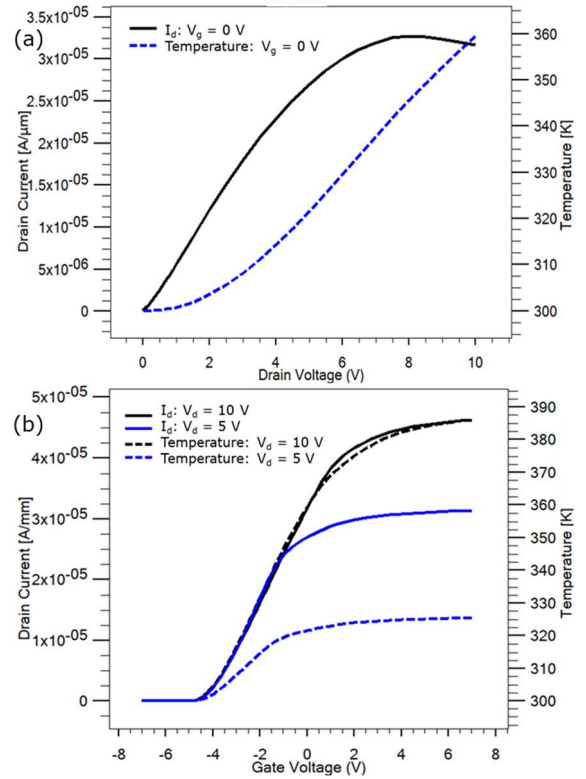 (a)
I_d: V_g = 0 V
Temperature: V_g = 0 V
Drain Current [A/µm]
3.5x10^-05
3x10^-05
2.5x10^-05
2x10^-05
1.5x10^-05
1x10^-05
5x10^-06
0
Temperature [K]
360
350
340
330
320
310
300
0 2 4 6 8 10
Drain Voltage (V)
(b)
I_d: V_d = 10 V
I_d: V_d = 5 V
Temperature: V_d = 10 V
Temperature: V_d = 5 V
Drain Current [A/mm]
5x10^-05
4x10^-05
3x10^-05
2x10^-05
1x10^-05
0
Temperature [K]
390
380
370
360
350
340
330
320
310
300
-8 -6 -4 -2 0 2 4 6 8
Gate Voltage (V)